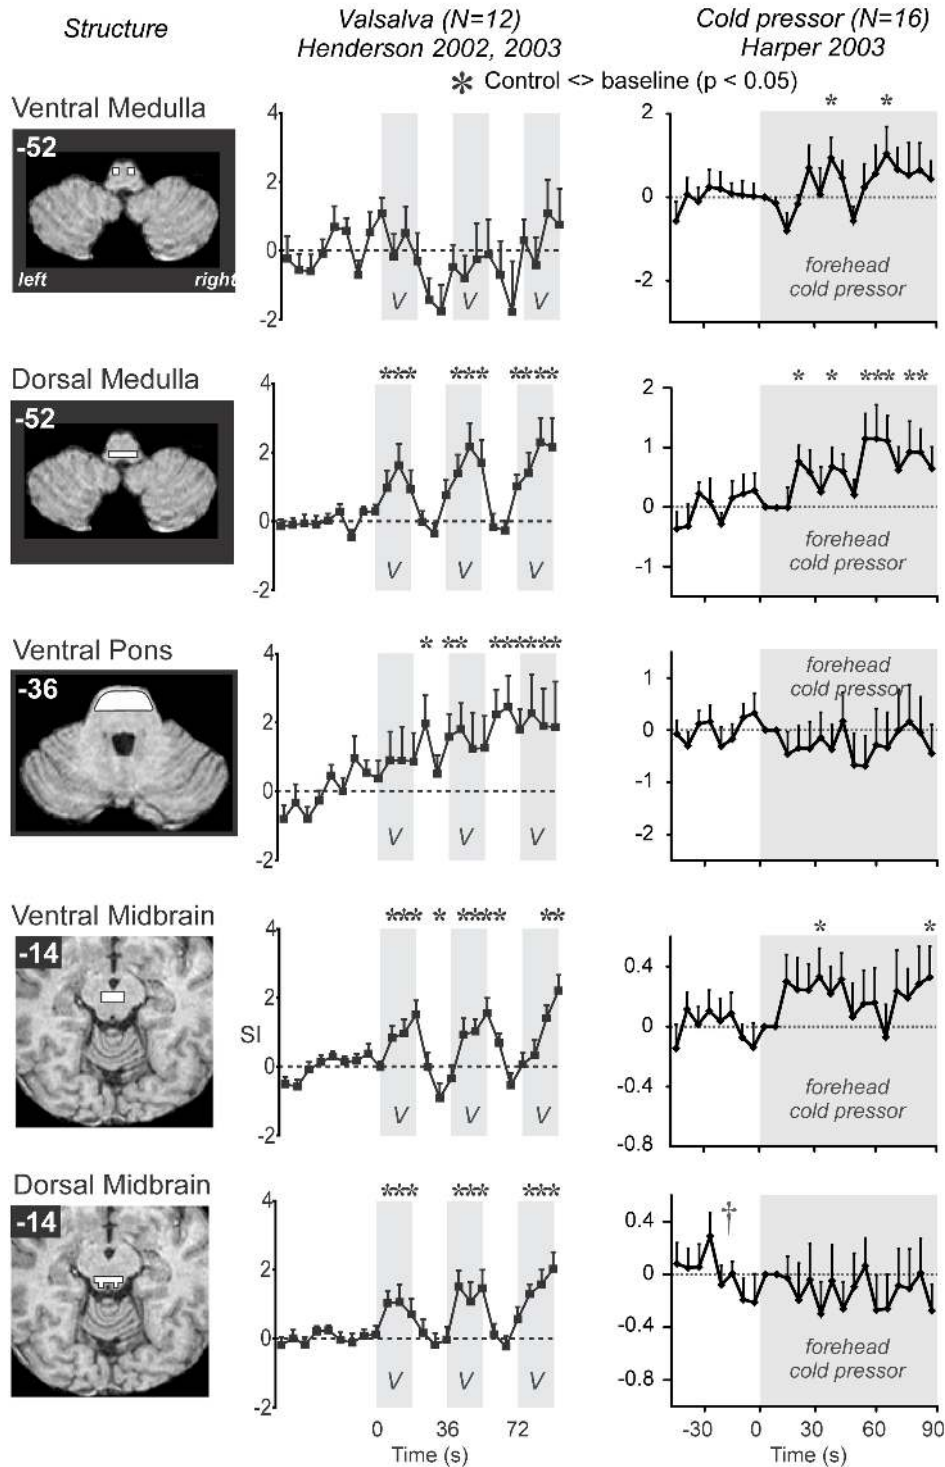 Structure
Valsalva (N=12)
Henderson 2002, 2003
Cold pressor (N=16)
Harper 2003
* Control <> baseline (p < 0.05)
Ventral Medulla
-52
left
right
4
2
0
-2
V
V
V
*
*
2
0
-2
forehead
cold pressor
Dorsal Medulla
-52
***
***
****
4
2
0
-2
V
V
V
* * *** **
2
1
0
-1
forehead
cold pressor
Ventral Pons
-36
* ** ******
4
2
0
-2
V
V
V
1
0
-1
-2
forehead
cold pressor
Ventral Midbrain
-14
*** * **** **
4
2
SI
0
-2
V
V
V
*
*
0.4
0
-0.4
-0.8
forehead
cold pressor
Dorsal Midbrain
-14
*** *** ***
4
2
0
-2
V
V
V
0
36
72
Time (s)
†
0.4
0
-0.4
-0.8
forehead
cold pressor
-30
0
30
60
90
Time (s)